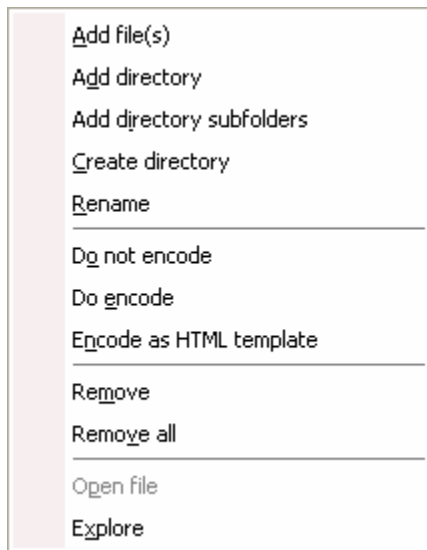 Add file(s)
Add directory
Add directory subfolders
Create directory
Rename
Do not encode
Do encode
Encode as HTML template
Remove
Remove all
Open file
Explore